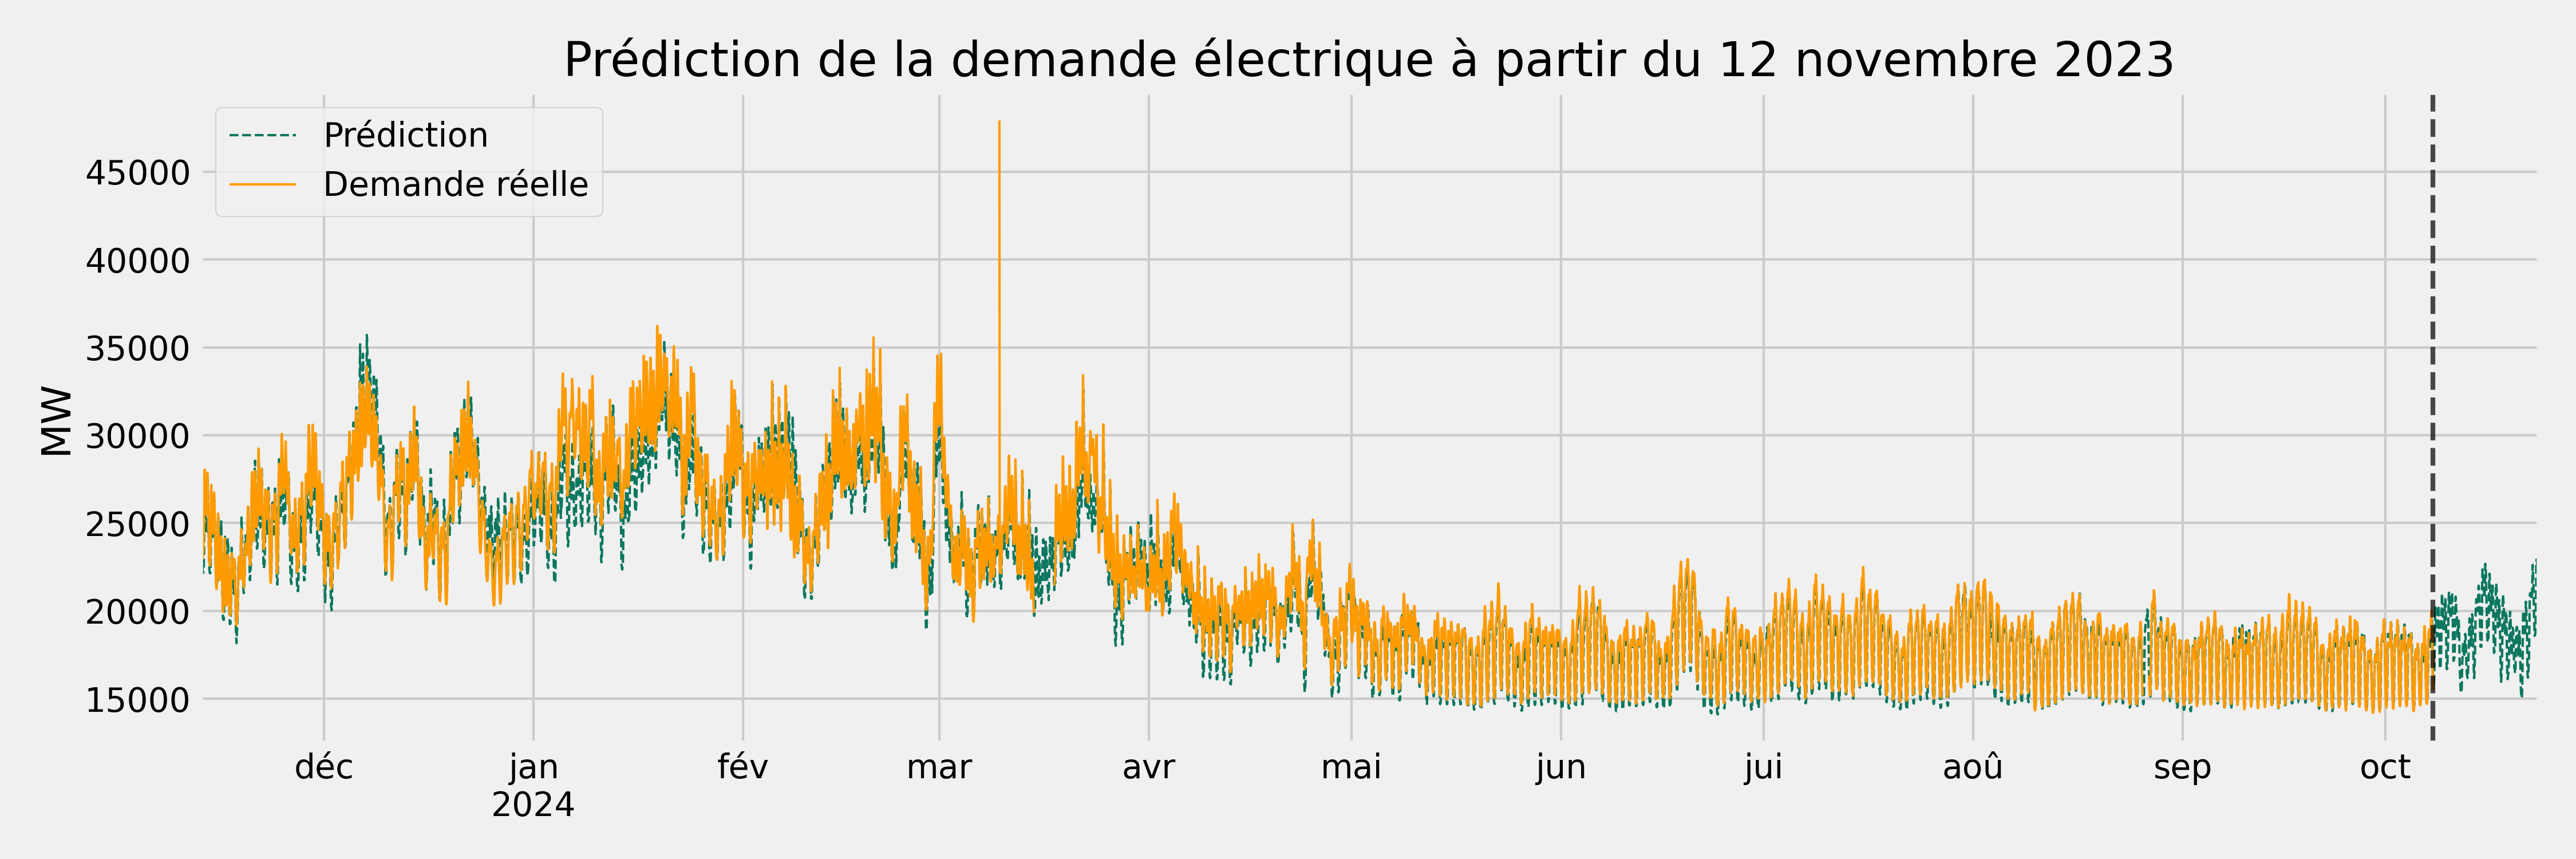 Prédiction de la demande électrique à partir du 12 novembre 2023
Prédiction
Demande réelle
MW
45000
40000
35000
30000
25000
20000
15000
déc jan fév mar avr mai jun jui aoû sep oct
2024